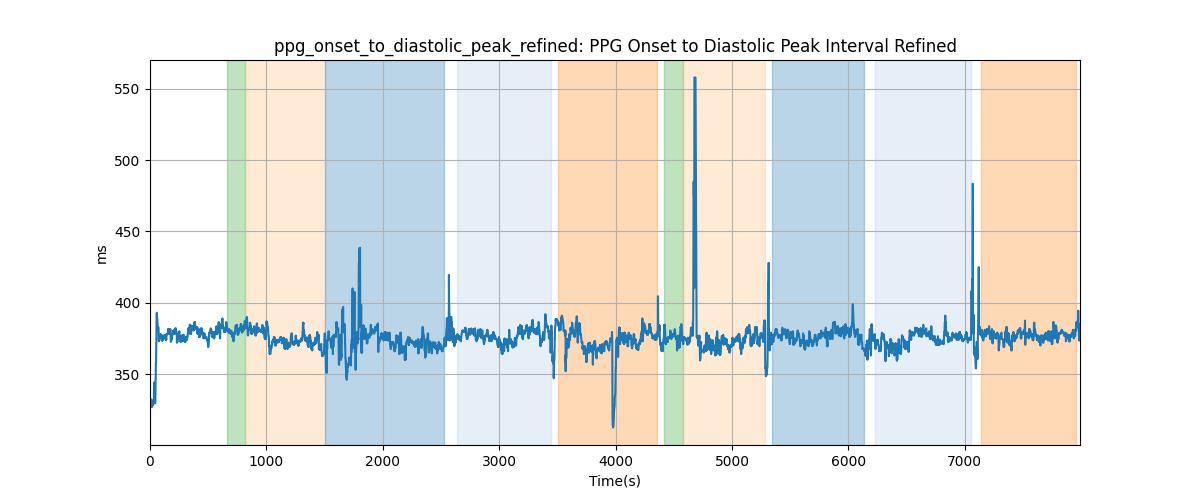 ppg_onset_to_diastolic_peak_refined: PPG Onset to Diastolic Peak Interval Refined
550
500
450
400
350
ms
0 1000 2000 3000 4000 5000 6000 7000
Time(s)